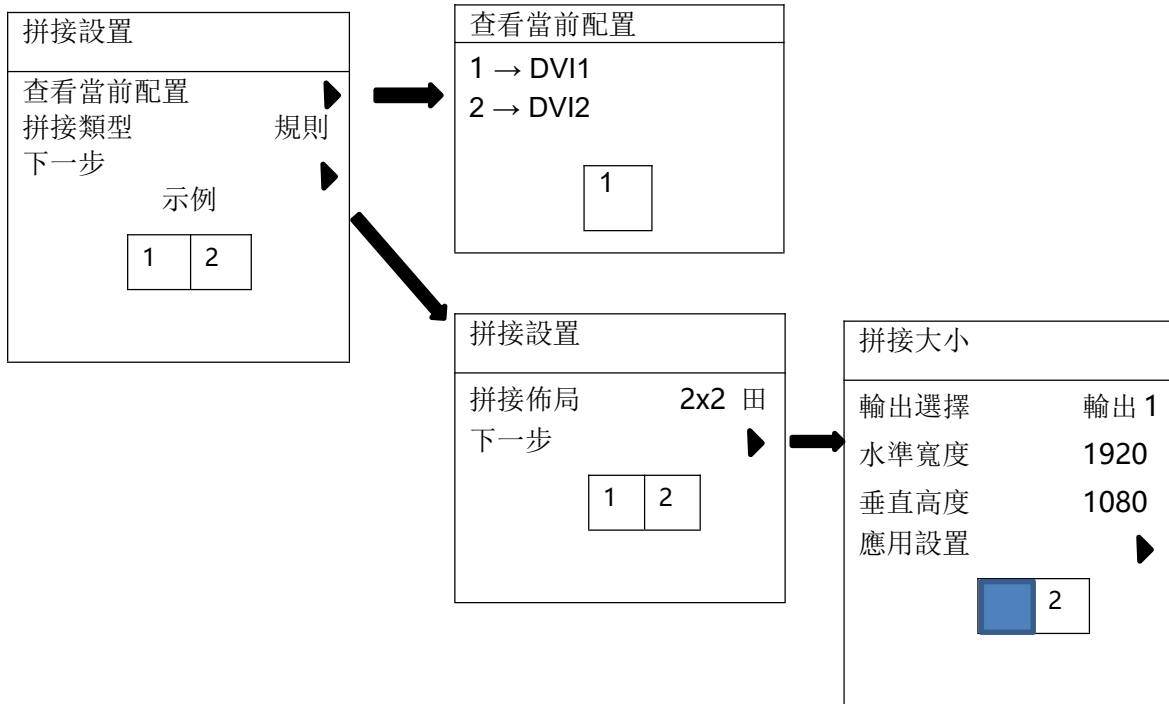 拼接設置
查看當前配置
拼接類型 規則
下一步
示例
1 2
查看當前配置
1 → DVI1
2 → DVI2
1
拼接設置
拼接佈局 2x2 田
下一步
1 2
拼接大小
輸出選擇 輸出 1
水準寬度 1920
垂直高度 1080
應用設置
2